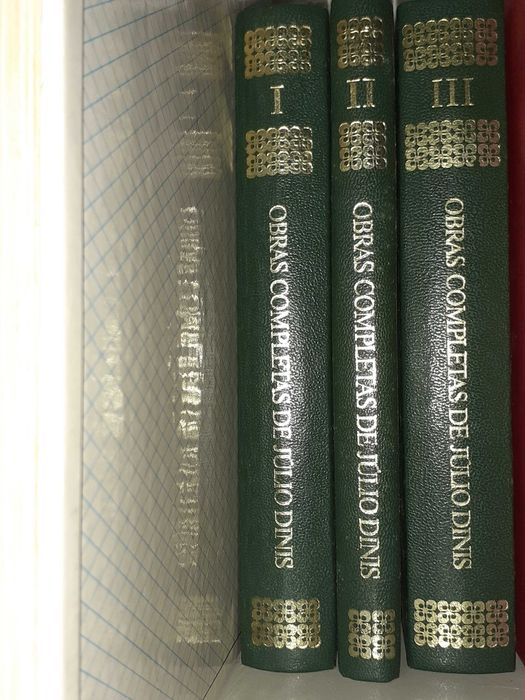 I
OBRAS COMPLETAS DE JÚLIO DINIS
II
OBRAS COMPLETAS DE JÚLIO DINIS
III
OBRAS COMPLETAS DE JÚLIO DINIS